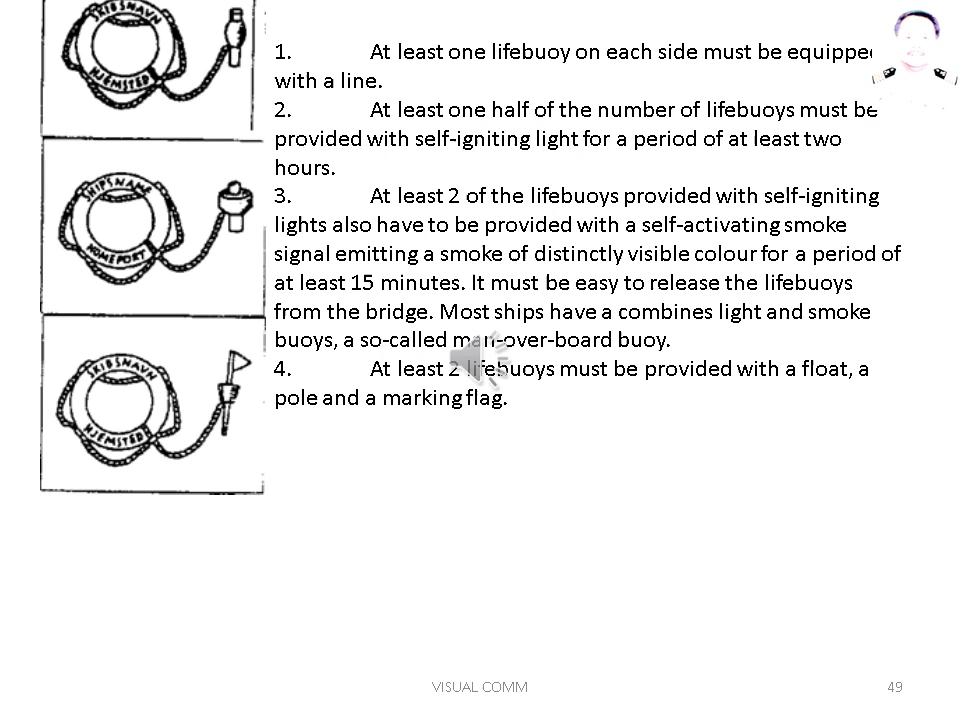 SKIBSNAVN
HJEMSTED
SHIPSNAME
HOMEPORT
SKIBSNAVN
HJEMSTED
1. At least one lifebuoy on each side must be equipped
with a line.
2. At least one half of the number of lifebuoys must be
provided with self-igniting light for a period of at least two
hours.
3. At least 2 of the lifebuoys provided with self-igniting
lights also have to be provided with a self-activating smoke
signal emitting a smoke of distinctly visible colour for a period of
at least 15 minutes. It must be easy to release the lifebuoys
from the bridge. Most ships have a combines light and smoke
buoys, a so-called man-over-board buoy.
4. At least 2 lifebuoys must be provided with a float, a
pole and a marking flag.
VISUAL COMM
49